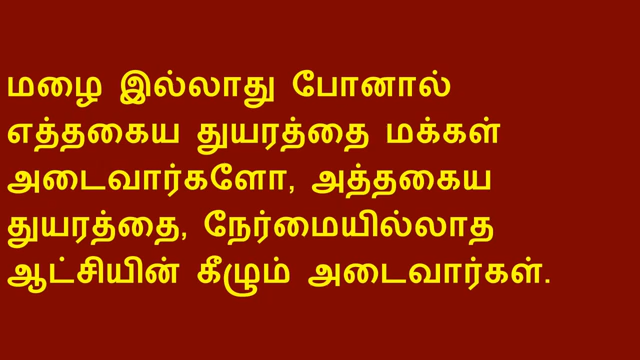 மழை இல்லாது போனால்
எத்தகைய துயரத்தை மக்கள்
அடைவார்களோ, அத்தகைய
துயரத்தை, நேர்மையில்லாத
ஆட்சியின் கீழும் அடைவார்கள்.